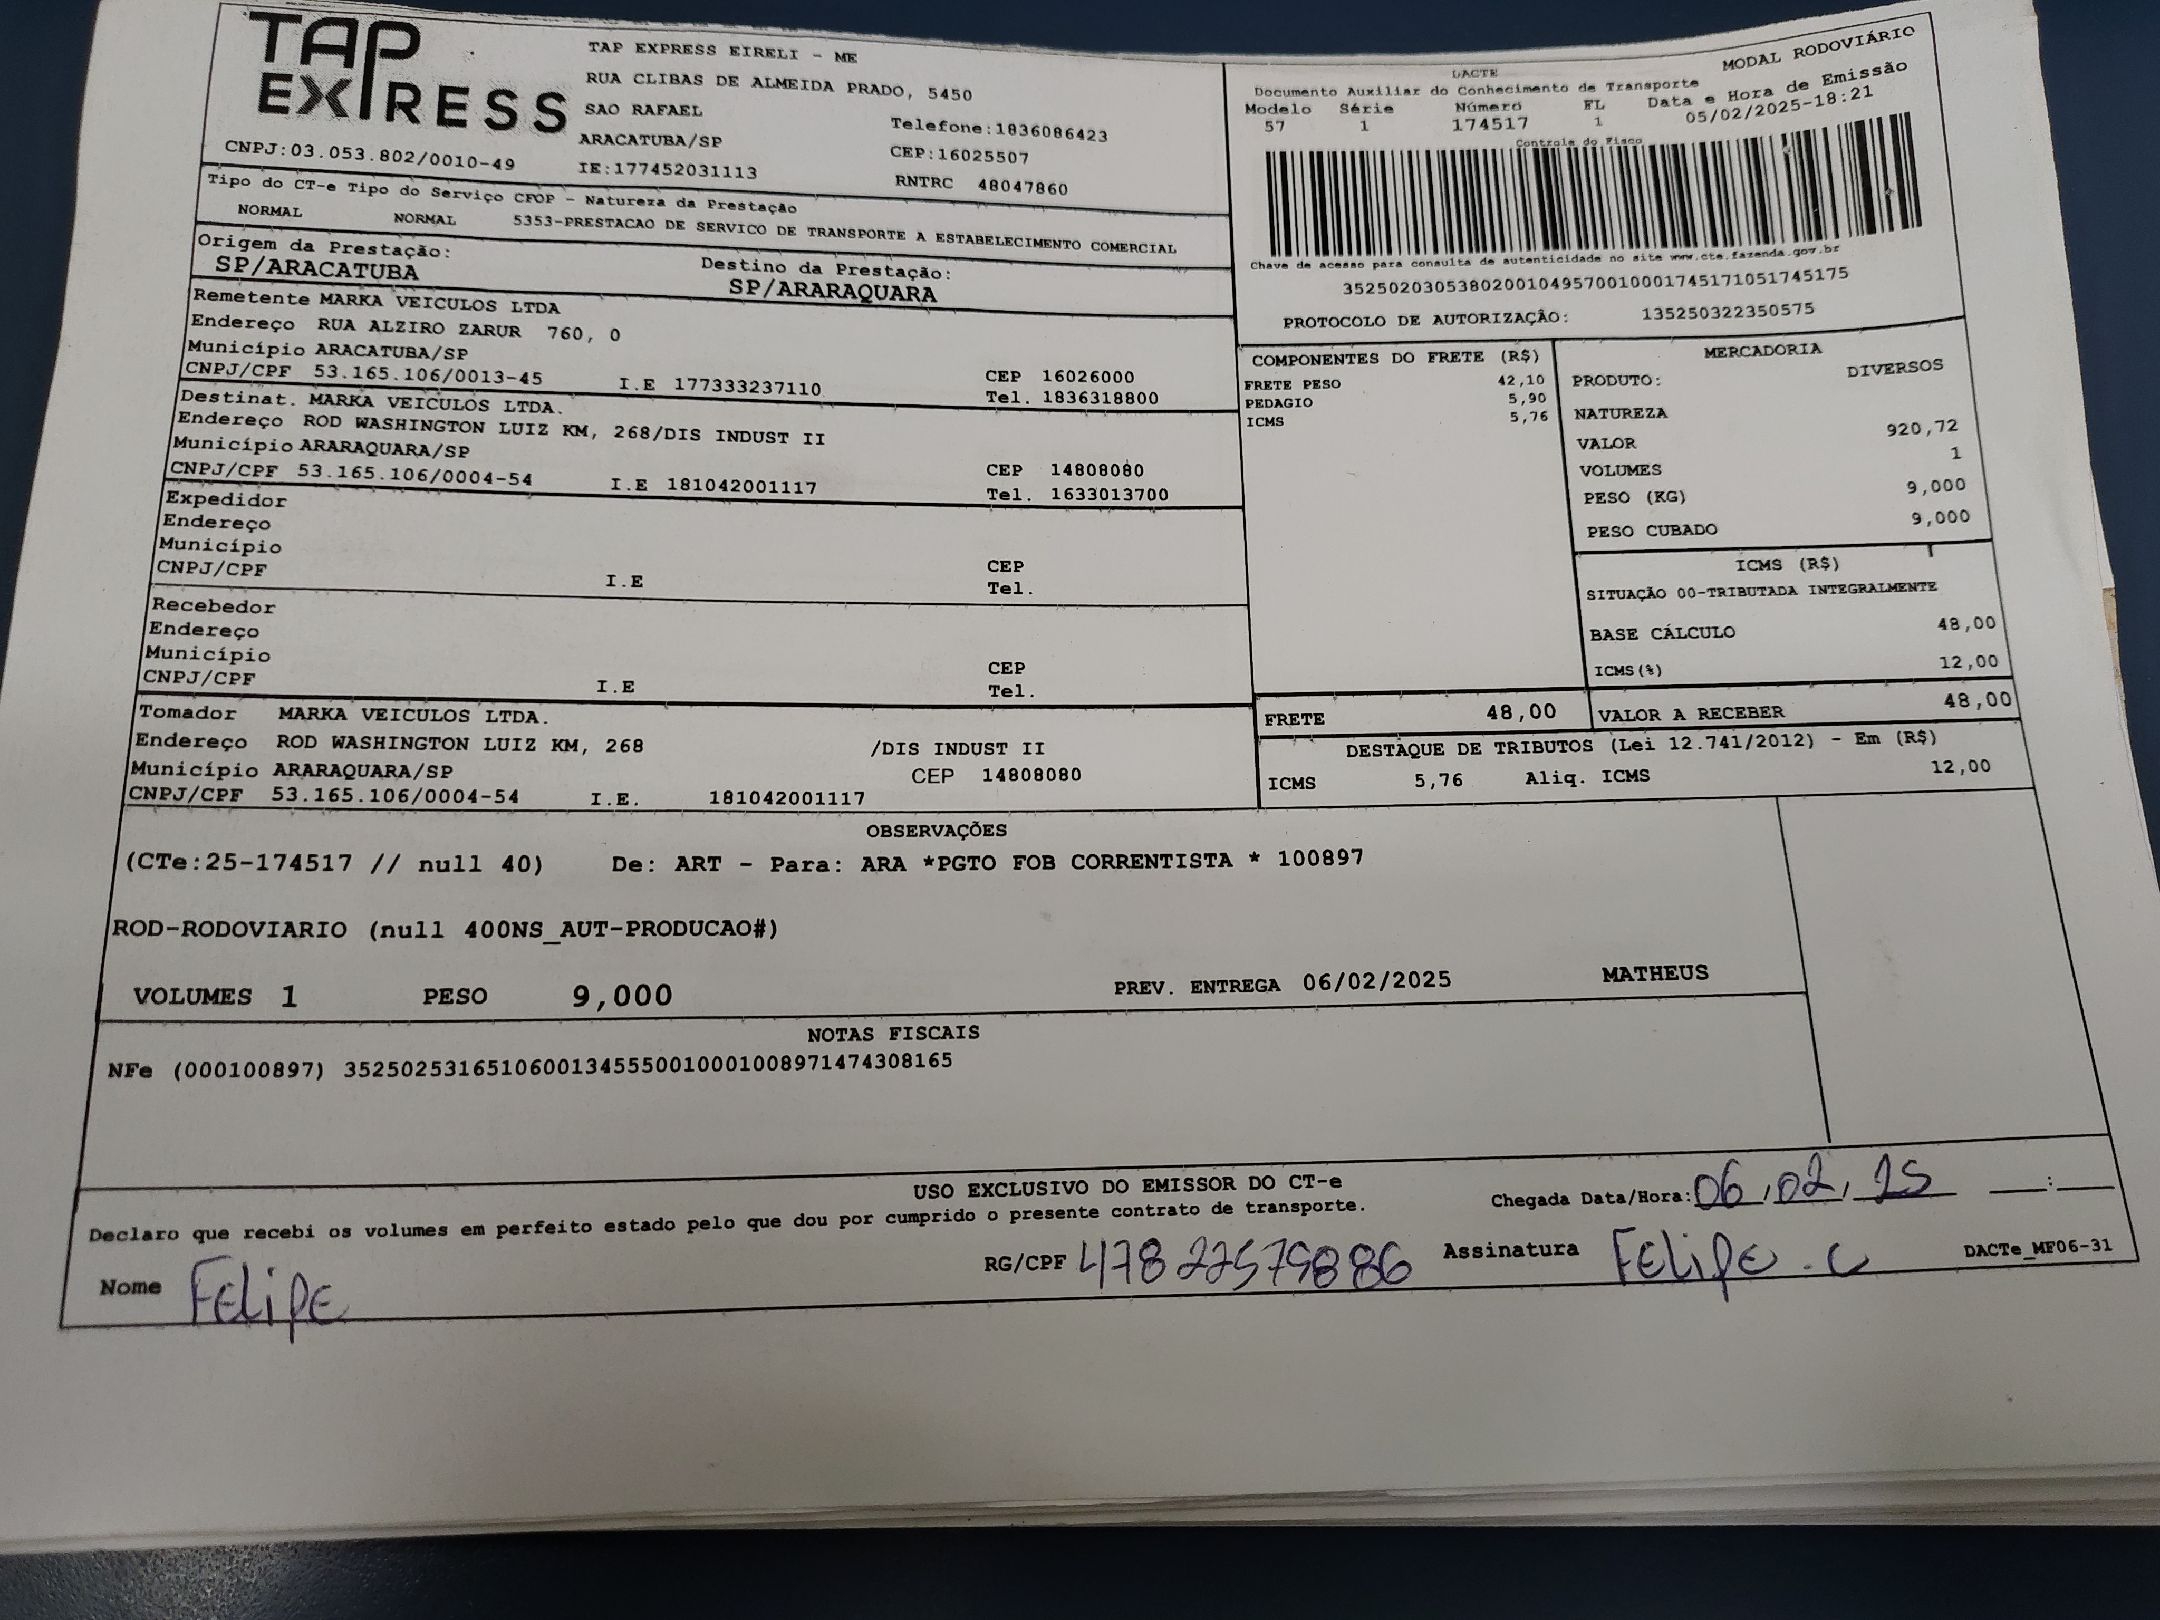 TAP EXPRESS
TAP EXPRESS EIRELI - ME
RUA CLIBAS DE ALMEIDA PRADO, 5450
SAO RAFAEL
Telefone:1836086423
ARACATUBA/SP
CEP:16025507
CNPJ:03.053.802/0010-49
IE:177452031113
RNTRC 48047860
Tipo do CT-e Tipo do Serviço CFOP - Natureza da Prestação
NORMAL NORMAL 5353-PRESTACAO DE SERVICO DE TRANSPORTE A ESTABELECIMENTO COMERCIAL
Origem da Prestação: Destino da Prestação:
SP/ARACATUBA SP/ARARAQUARA
Remetente MARKA VEICULOS LTDA
Endereço RUA ALZIRO ZARUR 760, 0
Município ARACATUBA/SP CEP 16026000
CNPJ/CPF 53.165.106/0013-45 I.E 177333237110 Tel. 1836318800
Destinat. MARKA VEICULOS LTDA.
Endereço ROD WASHINGTON LUIZ KM, 268/DIS INDUST II
Município ARARAQUARA/SP CEP 14808080
CNPJ/CPF 53.165.106/0004-54 I.E 181042001117 Tel. 1633013700
Expedidor
Endereço
Município CEP
CNPJ/CPF I.E Tel.
Recebedor
Endereço
Município CEP
CNPJ/CPF I.E Tel.
Tomador MARKA VEICULOS LTDA.
Endereço ROD WASHINGTON LUIZ KM, 268 /DIS INDUST II
Município ARARAQUARA/SP CEP 14808080
CNPJ/CPF 53.165.106/0004-54 I.E. 181042001117
DACTE MODAL RODOVIÁRIO
Documento Auxiliar do Conhecimento de Transporte
Modelo Série Número FL Data e Hora de Emissão
57 1 174517 1 05/02/2025-18:21
Controle do Fisco
Chave de acesso para consulta de autenticidade no site www.cte.fazenda.gov.br
35250203053802001049570010001745171051745175
PROTOCOLO DE AUTORIZAÇÃO: 135250322350575
COMPONENTES DO FRETE (R$)
FRETE PESO 42,10
PEDAGIO 5,90
ICMS 5,76
MERCADORIA
PRODUTO: DIVERSOS
NATUREZA
VALOR 920,72
VOLUMES 1
PESO (KG) 9,000
PESO CUBADO 9,000
ICMS (R$)
SITUAÇÃO 00-TRIBUTADA INTEGRALMENTE
BASE CÁLCULO 48,00
ICMS(%) 12,00
FRETE 48,00 VALOR A RECEBER 48,00
DESTAQUE DE TRIBUTOS (Lei 12.741/2012) - Em (R$)
ICMS 5,76 Aliq. ICMS 12,00
OBSERVAÇÕES
(CTe:25-174517 // null 40) De: ART - Para: ARA *PGTO FOB CORRENTISTA * 100897
ROD-RODOVIARIO (null 400NS_AUT-PRODUCAO#)
VOLUMES 1 PESO 9,000 PREV. ENTREGA 06/02/2025 MATHEUS
NOTAS FISCAIS
NFe (000100897) 35250253165106001345550010001008971474308165
USO EXCLUSIVO DO EMISSOR DO CT-e
Declaro que recebi os volumes em perfeito estado pelo que dou por cumprido o presente contrato de transporte.
Chegada Data/Hora: 06,02,25 __:__
Nome Felipe RG/CPF 47822579886 Assinatura Felipe.C DACTe_MF06-31